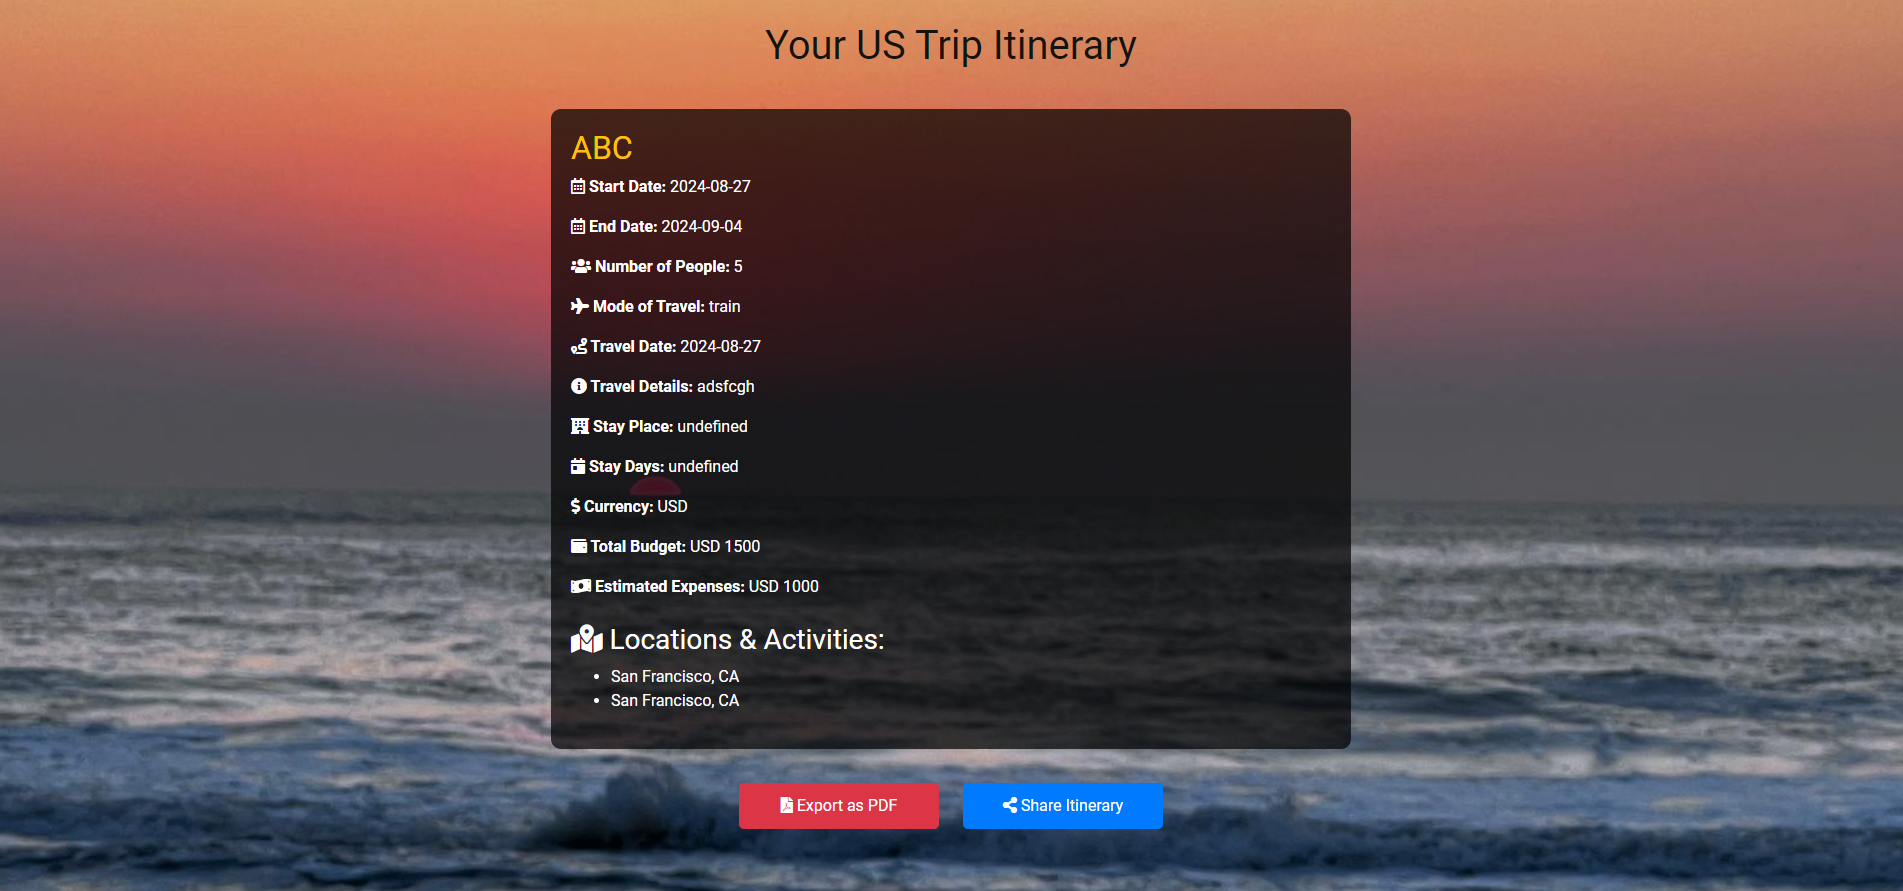 Your US Trip Itinerary
ABC
Start Date: 2024-08-27
End Date: 2024-09-04
Number of People: 5
Mode of Travel: train
Travel Date: 2024-08-27
Travel Details: adsfcgh
Stay Place: undefined
Stay Days: undefined
Currency: USD
Total Budget: USD 1500
Estimated Expenses: USD 1000
Locations & Activities:
San Francisco, CA
San Francisco, CA
Export as PDF
Share Itinerary